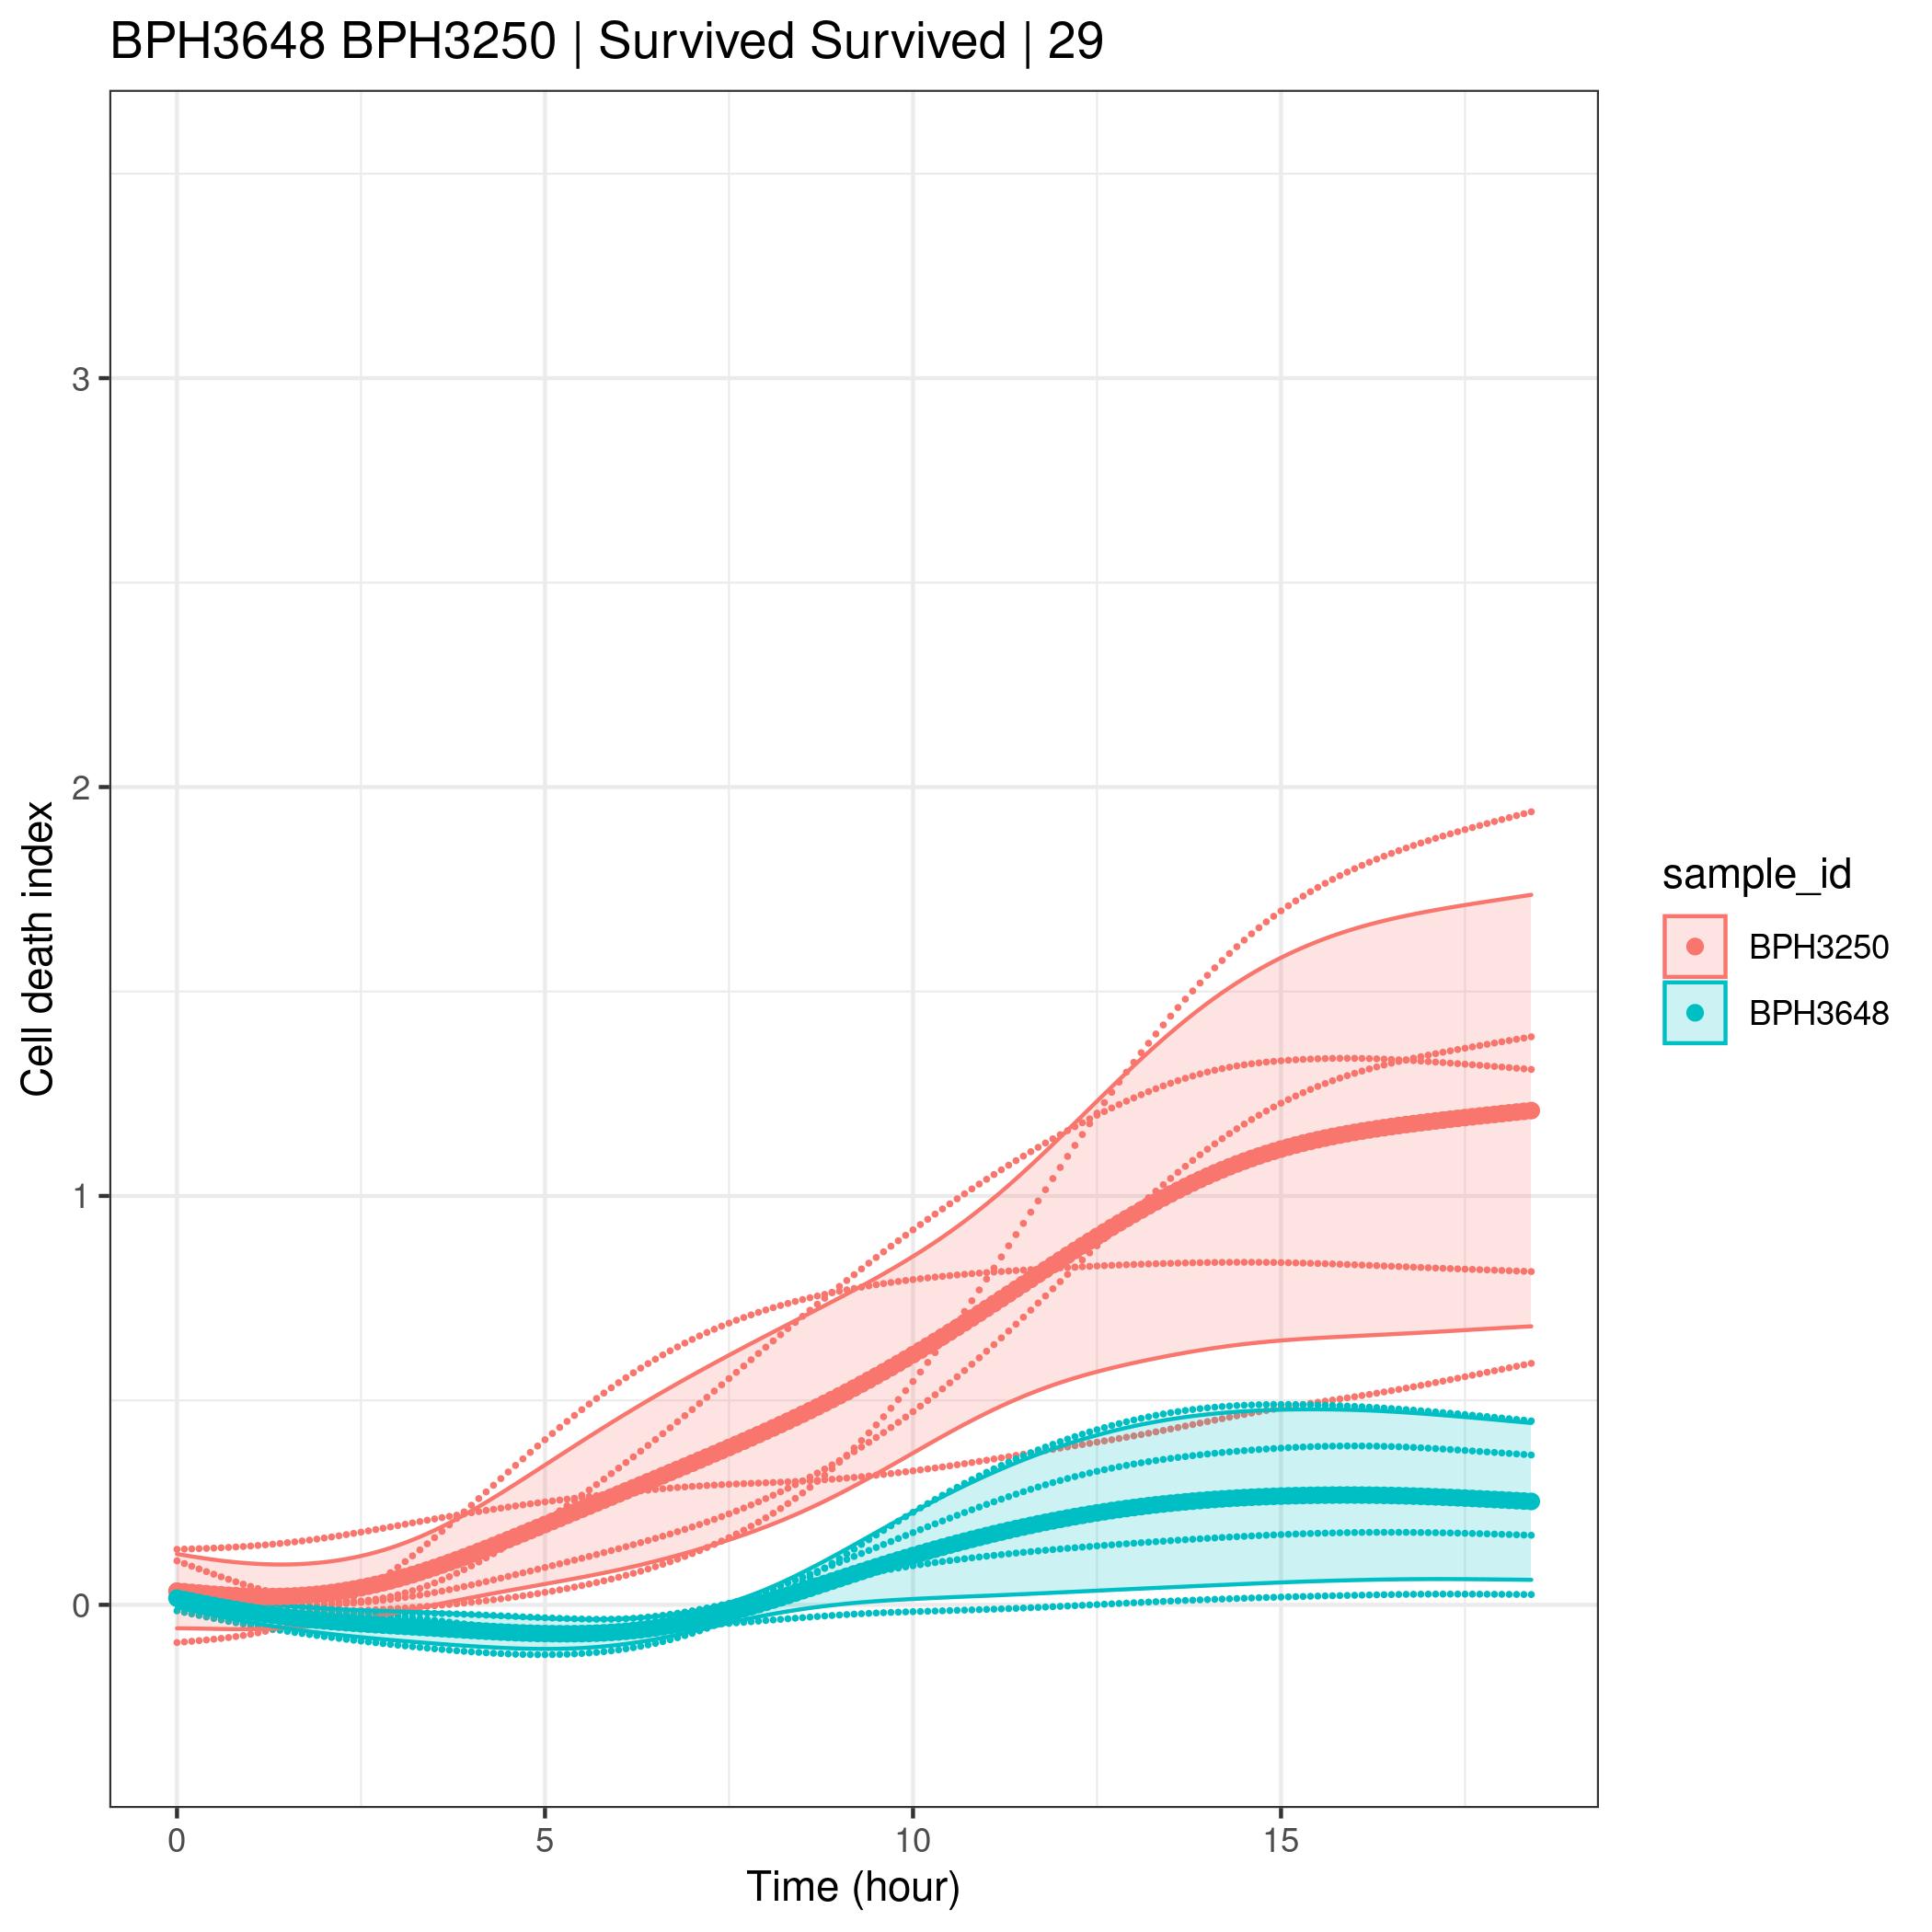 BPH3648 BPH3250 | Survived Survived | 29
Cell death index
3
2
1
0
0 5 10 15
Time (hour)
sample_id
BPH3250
BPH3648